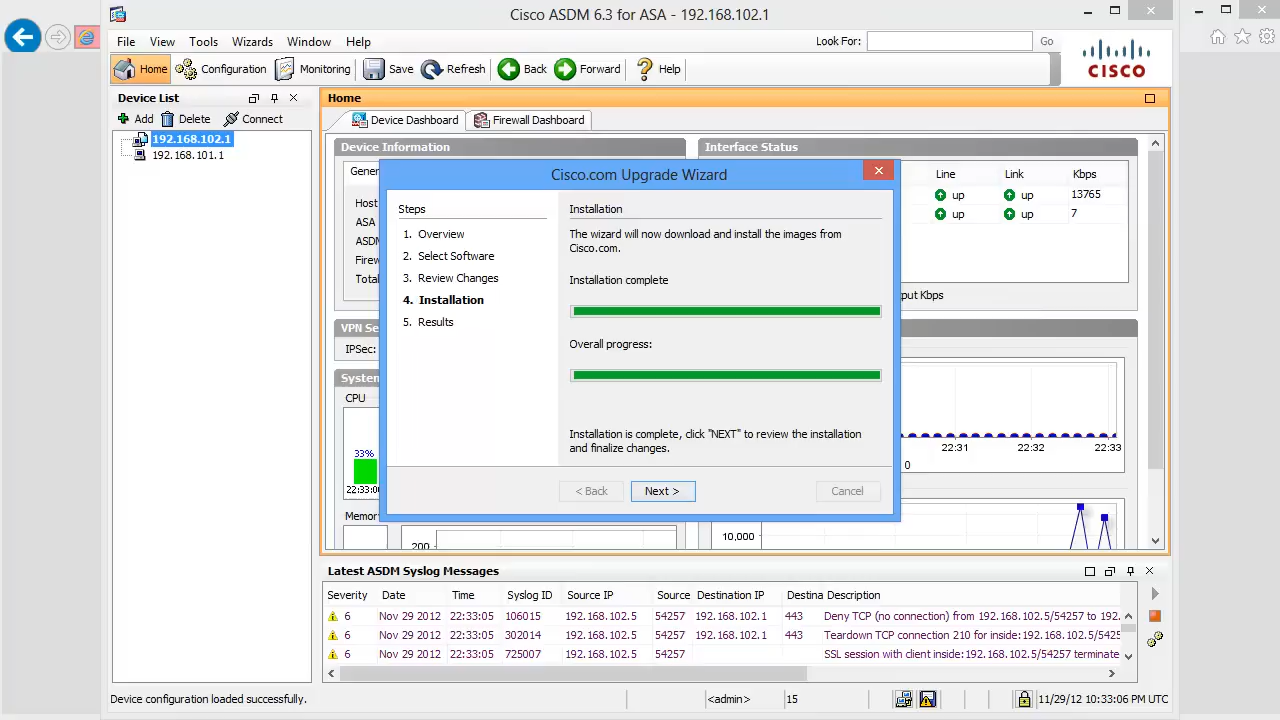 Cisco ASDM 6.3 for ASA - 192.168.102.1
File View Tools Wizards Window Help
Look For:
Go
Home Configuration Monitoring Save Refresh Back Forward Help
CISCO
Device List
Add Delete Connect
192.168.102.1
192.168.101.1
Home
Device Dashboard Firewall Dashboard
Device Information
Interface Status
Gener
Host
ASA
ASDM
Firew
Total
Line Link Kbps
up up 13765
up up 7
put Kbps
VPN Se
IPSec:
System
CPU
33%
22:33:0
Memor
200
22:31 22:32 22:33
0
10,000
Cisco.com Upgrade Wizard
Steps
1. Overview
2. Select Software
3. Review Changes
4. Installation
5. Results
Installation
The wizard will now download and install the images from
Cisco.com.
Installation complete
Overall progress:
Installation is complete, click "NEXT" to review the installation
and finalize changes.
< Back Next > Cancel
Latest ASDM Syslog Messages
Severity Date Time Syslog ID Source IP Source Destination IP Destina Description
6 Nov 29 2012 22:33:05 106015 192.168.102.5 54257 192.168.102.1 443 Deny TCP (no connection) from 192.168.102.5/54257 to 192.
6 Nov 29 2012 22:33:05 302014 192.168.102.5 54257 192.168.102.1 443 Teardown TCP connection 210 for inside:192.168.102.5/5425
6 Nov 29 2012 22:33:05 725007 192.168.102.5 54257 SSL session with client inside:192.168.102.5/54257 terminate
Device configuration loaded successfully.
<admin> 15
11/29/12 10:33:06 PM UTC